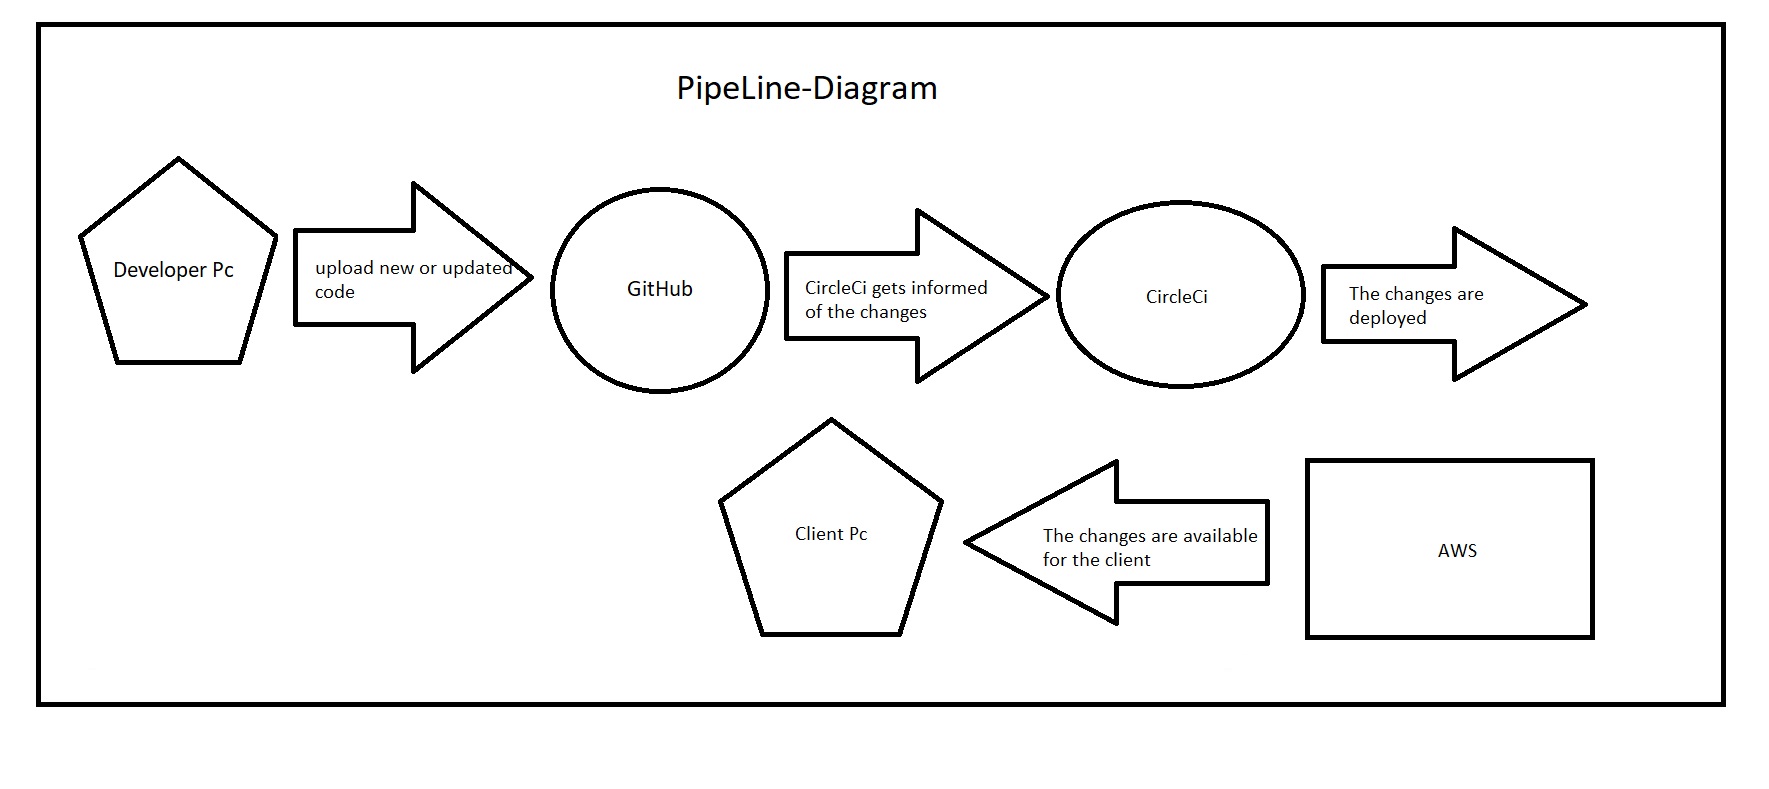 PipeLine-Diagram
Developer Pc
upload new or updated
code
GitHub
CircleCi gets informed
of the changes
CircleCi
The changes are
deployed
Client Pc
The changes are available
for the client
AWS